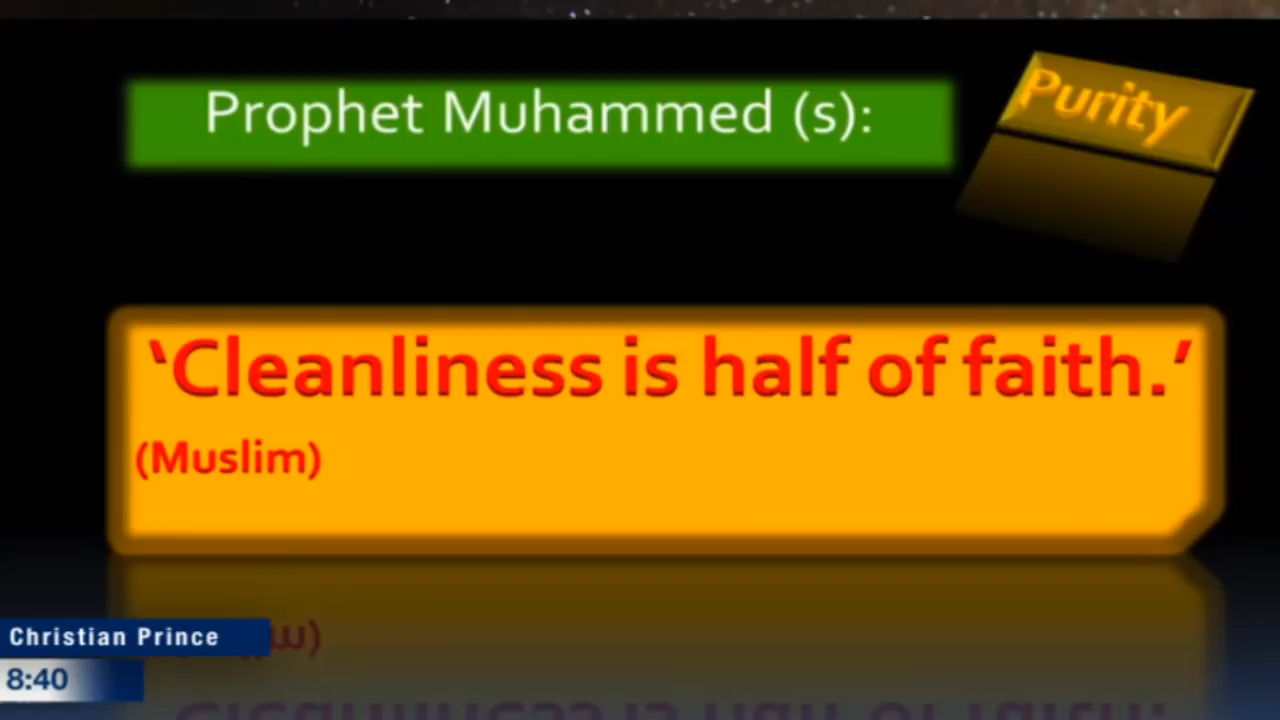 Prophet Muhammed (s):
Purity
‘Cleanliness is half of faith.’
(Muslim)
Christian Prince
8:40